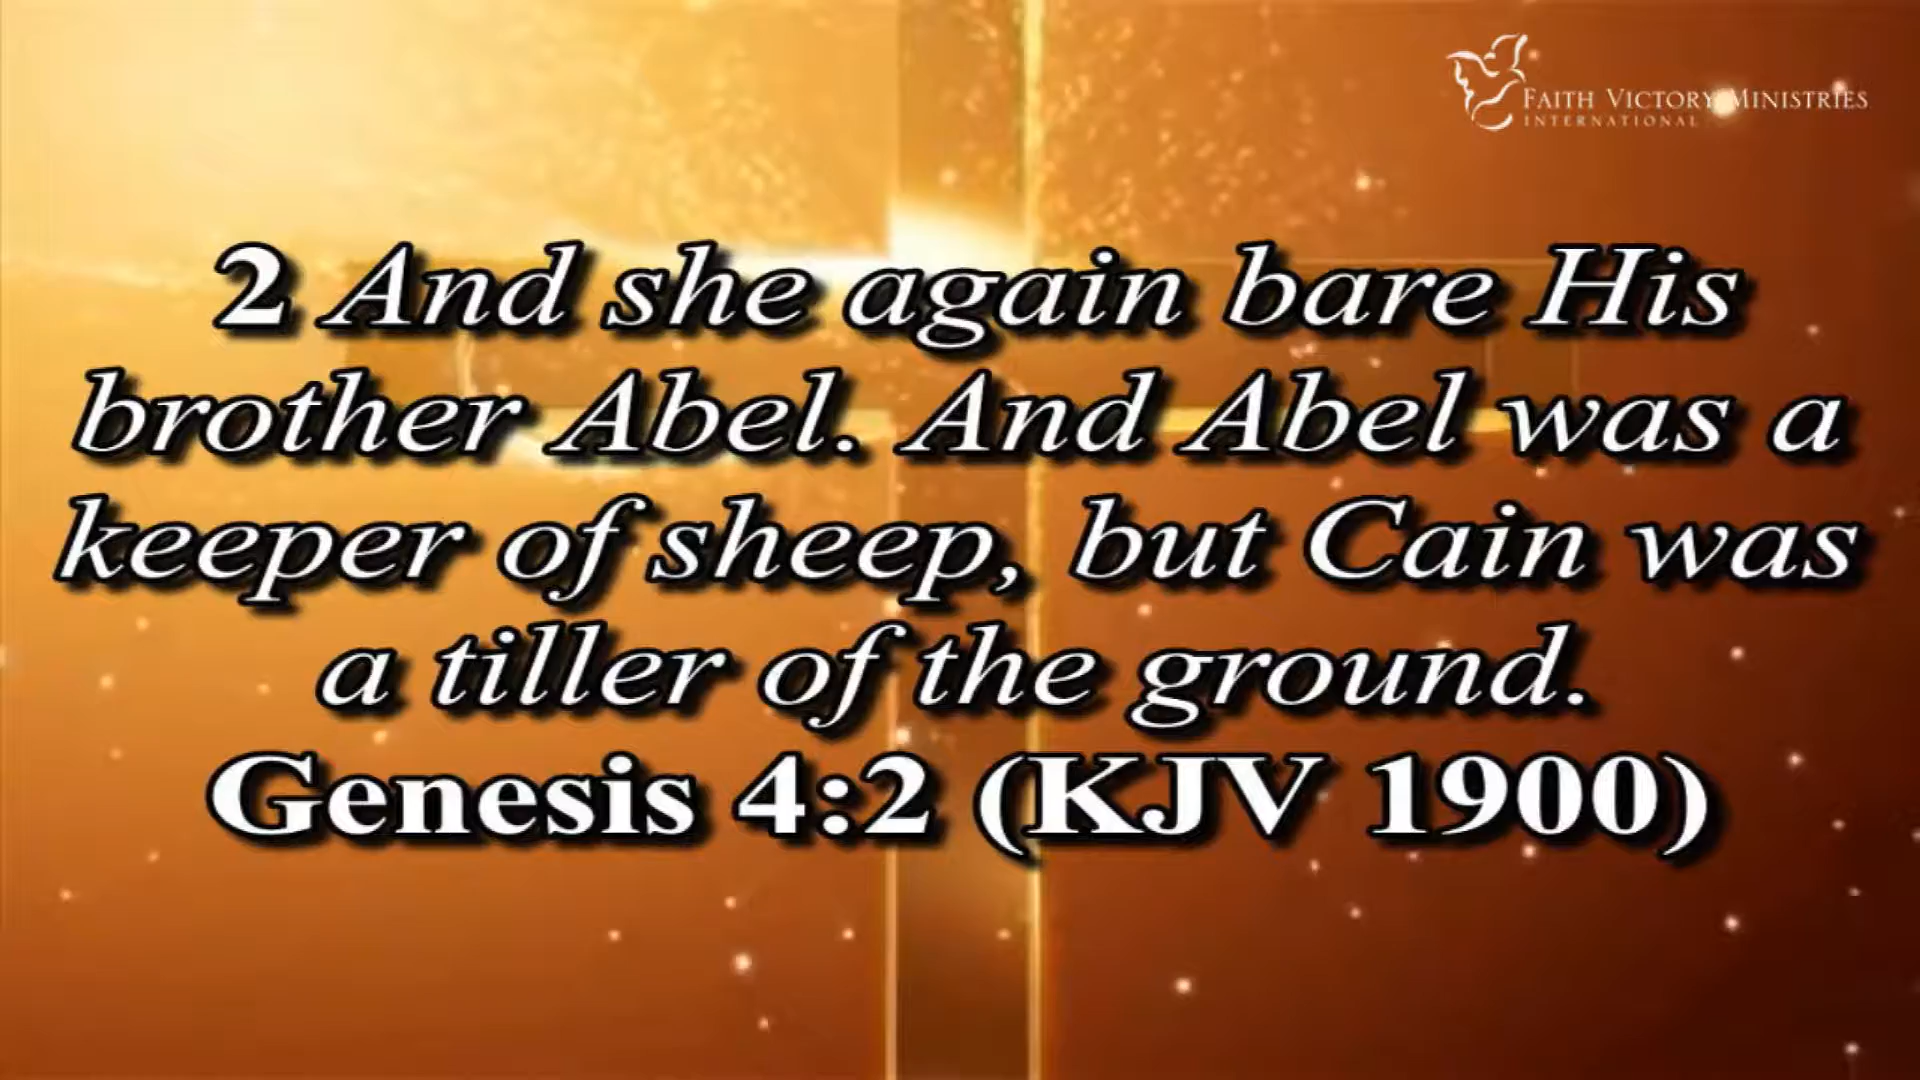 FAITH VICTORY MINISTRIES
INTERNATIONAL
2 And she again bare His
brother Abel. And Abel was a
keeper of sheep, but Cain was
a tiller of the ground.
Genesis 4:2 (KJV 1900)